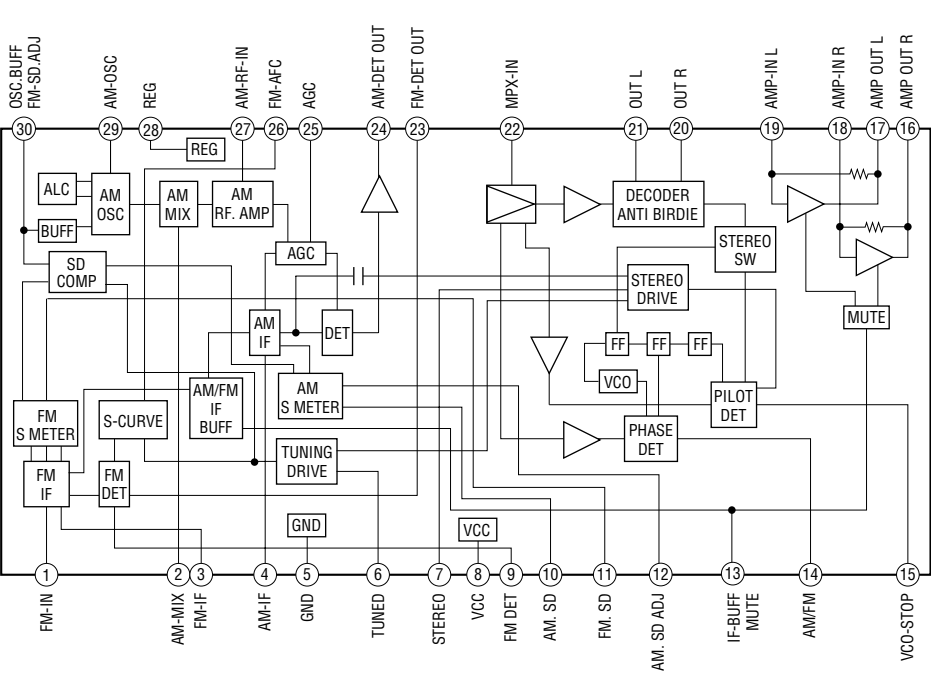 OSC.BUFF
FM-SD.ADJ
AM-OSC
REG
AM-RF-IN
FM-AFC
AGC
AM-DET OUT
FM-DET OUT
MPX-IN
OUT L
OUT R
AMP-IN L
AMP-IN R
AMP OUT L
AMP OUT R
30
29
28
27
26
25
24
23
22
21
20
19
18
17
16
REG
ALC
AM
OSC
AM
MIX
AM
RF. AMP
DECODER
ANTI BIRDIE
BUFF
AGC
STEREO
SW
SD
COMP
STEREO
DRIVE
MUTE
AM
IF
DET
FF
FF
FF
VCO
AM/FM
IF
BUFF
AM
S METER
PILOT
DET
FM
S METER
S-CURVE
PHASE
DET
TUNING
DRIVE
FM
IF
FM
DET
GND
VCC
1
2
3
4
5
6
7
8
9
10
11
12
13
14
15
FM-IN
AM-MIX
FM-IF
AM-IF
GND
TUNED
STEREO
VCC
FM DET
AM. SD
FM. SD
AM. SD ADJ
IF-BUFF
MUTE
AM/FM
VCO-STOP